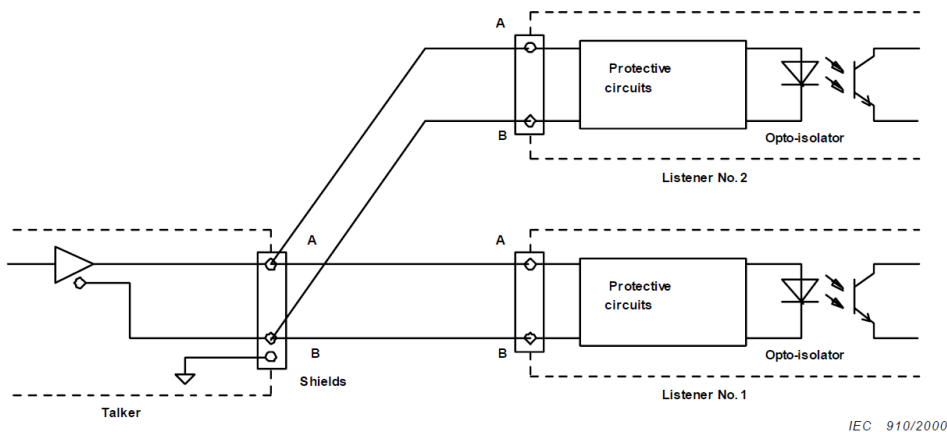 A
Protective
circuits
B
Opto-isolator
Listener No. 2
A
A
Protective
circuits
B
B
Shields
Opto-isolator
Talker
Listener No. 1
IEC 910/2000